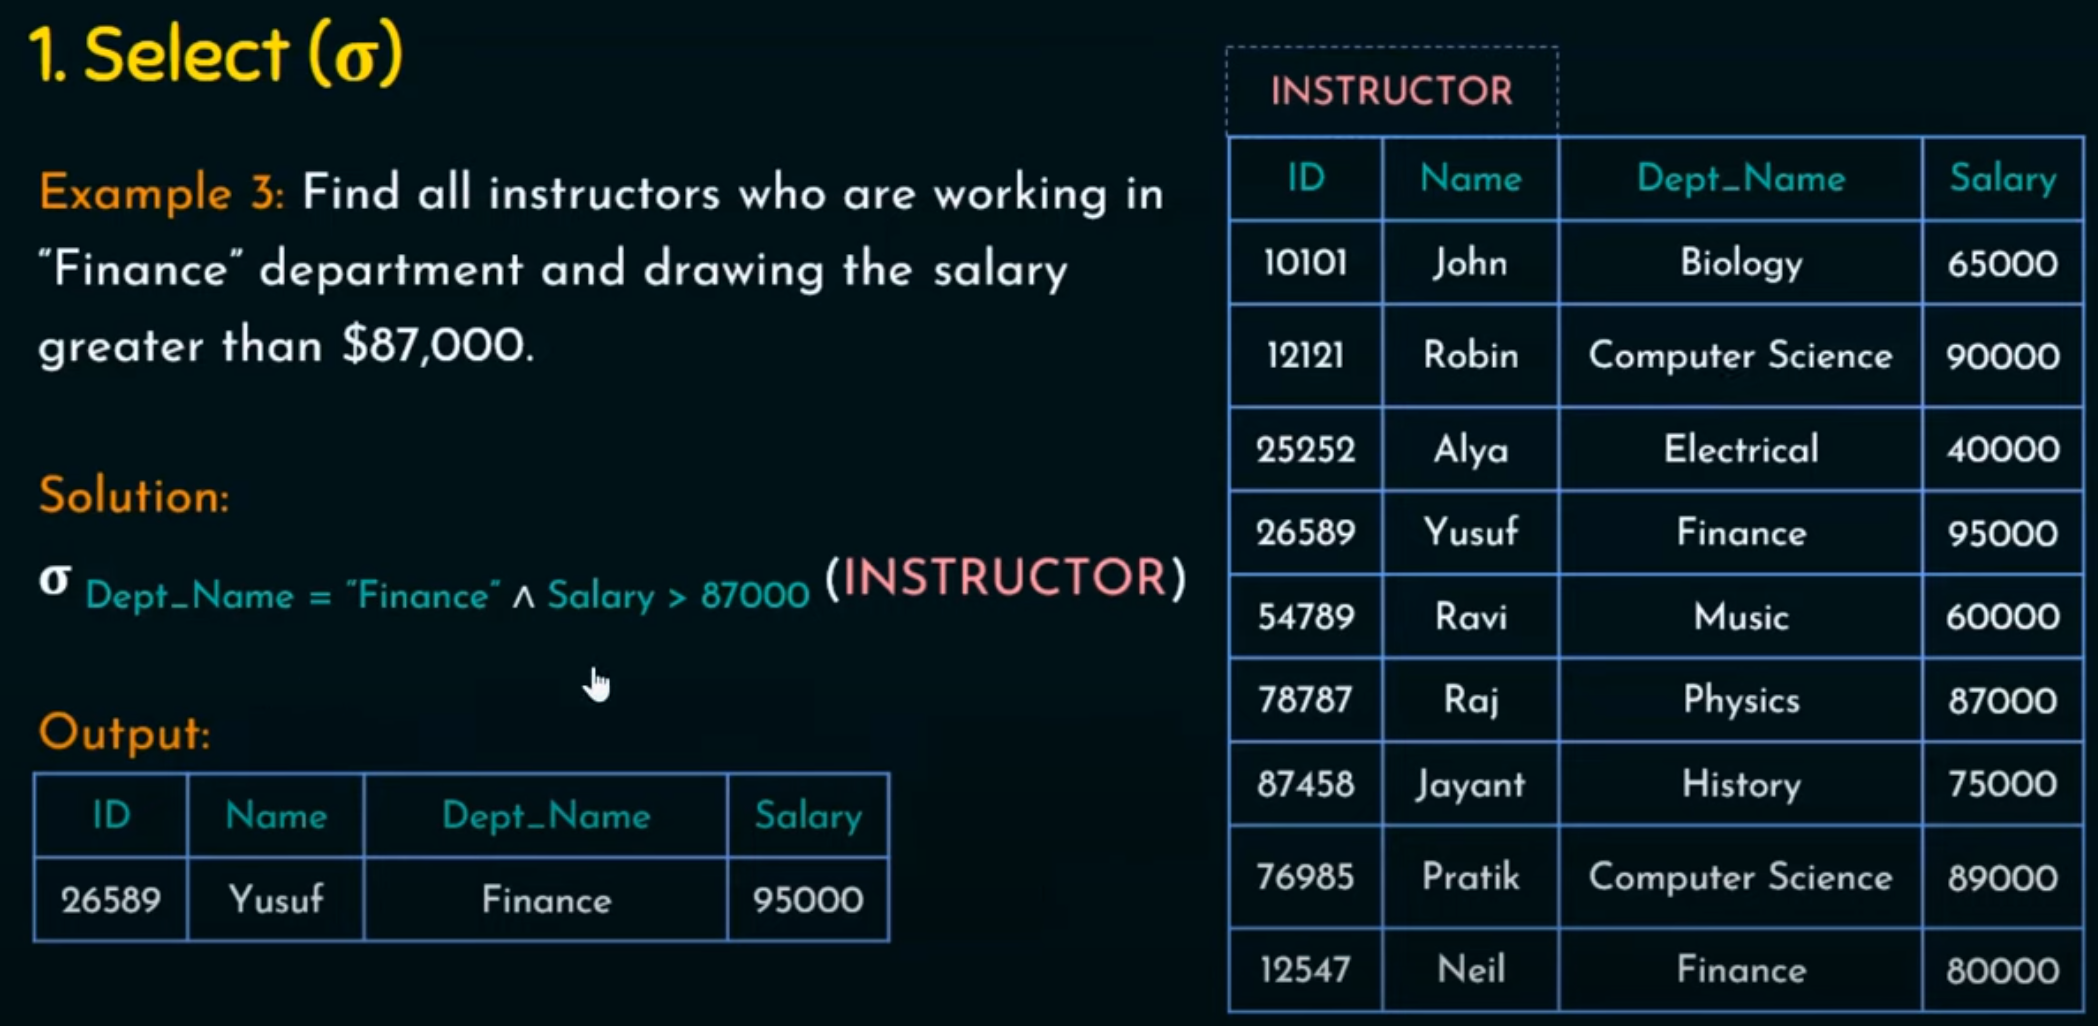 1. Select (σ)
Example 3: Find all instructors who are working in
“Finance” department and drawing the salary
greater than $87,000.
Solution:
σ Dept_Name = “Finance” ∧ Salary > 87000 (INSTRUCTOR)
Output:
ID Name Dept_Name Salary
26589 Yusuf Finance 95000
INSTRUCTOR
ID Name Dept_Name Salary
10101 John Biology 65000
12121 Robin Computer Science 90000
25252 Alya Electrical 40000
26589 Yusuf Finance 95000
54789 Ravi Music 60000
78787 Raj Physics 87000
87458 Jayant History 75000
76985 Pratik Computer Science 89000
12547 Neil Finance 80000